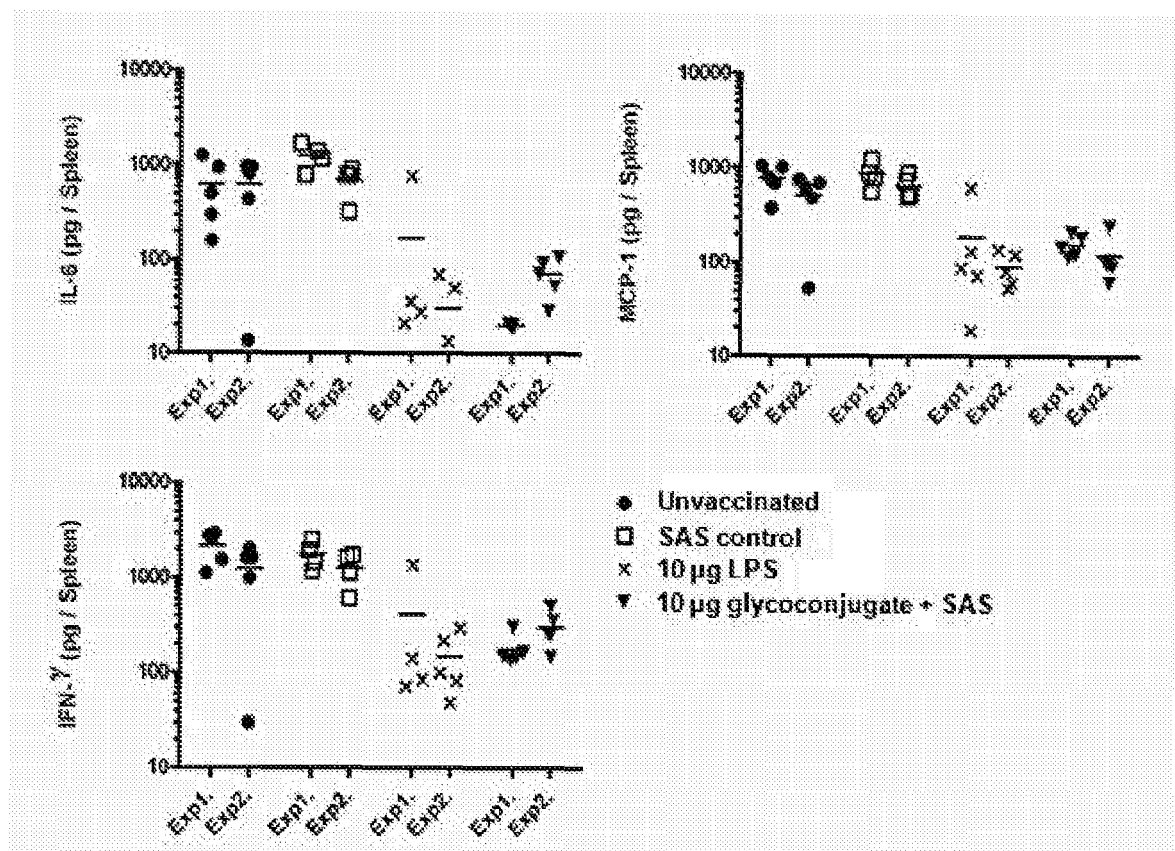 IL-6 (pg / Spleen)
10000
1000
100
10
Exp1.
Exp2.
Exp1.
Exp2.
Exp1.
Exp2.
Exp1.
Exp2.
MCP-1 (pg / Spleen)
10000
1000
100
10
Exp1.
Exp2.
Exp1.
Exp2.
Exp1.
Exp2.
Exp1.
Exp2.
IFN-γ (pg / Spleen)
10000
1000
100
10
Exp1.
Exp2.
Exp1.
Exp2.
Exp1.
Exp2.
Exp1.
Exp2.
Unvaccinated
SAS control
10 µg LPS
10 µg glycoconjugate + SAS